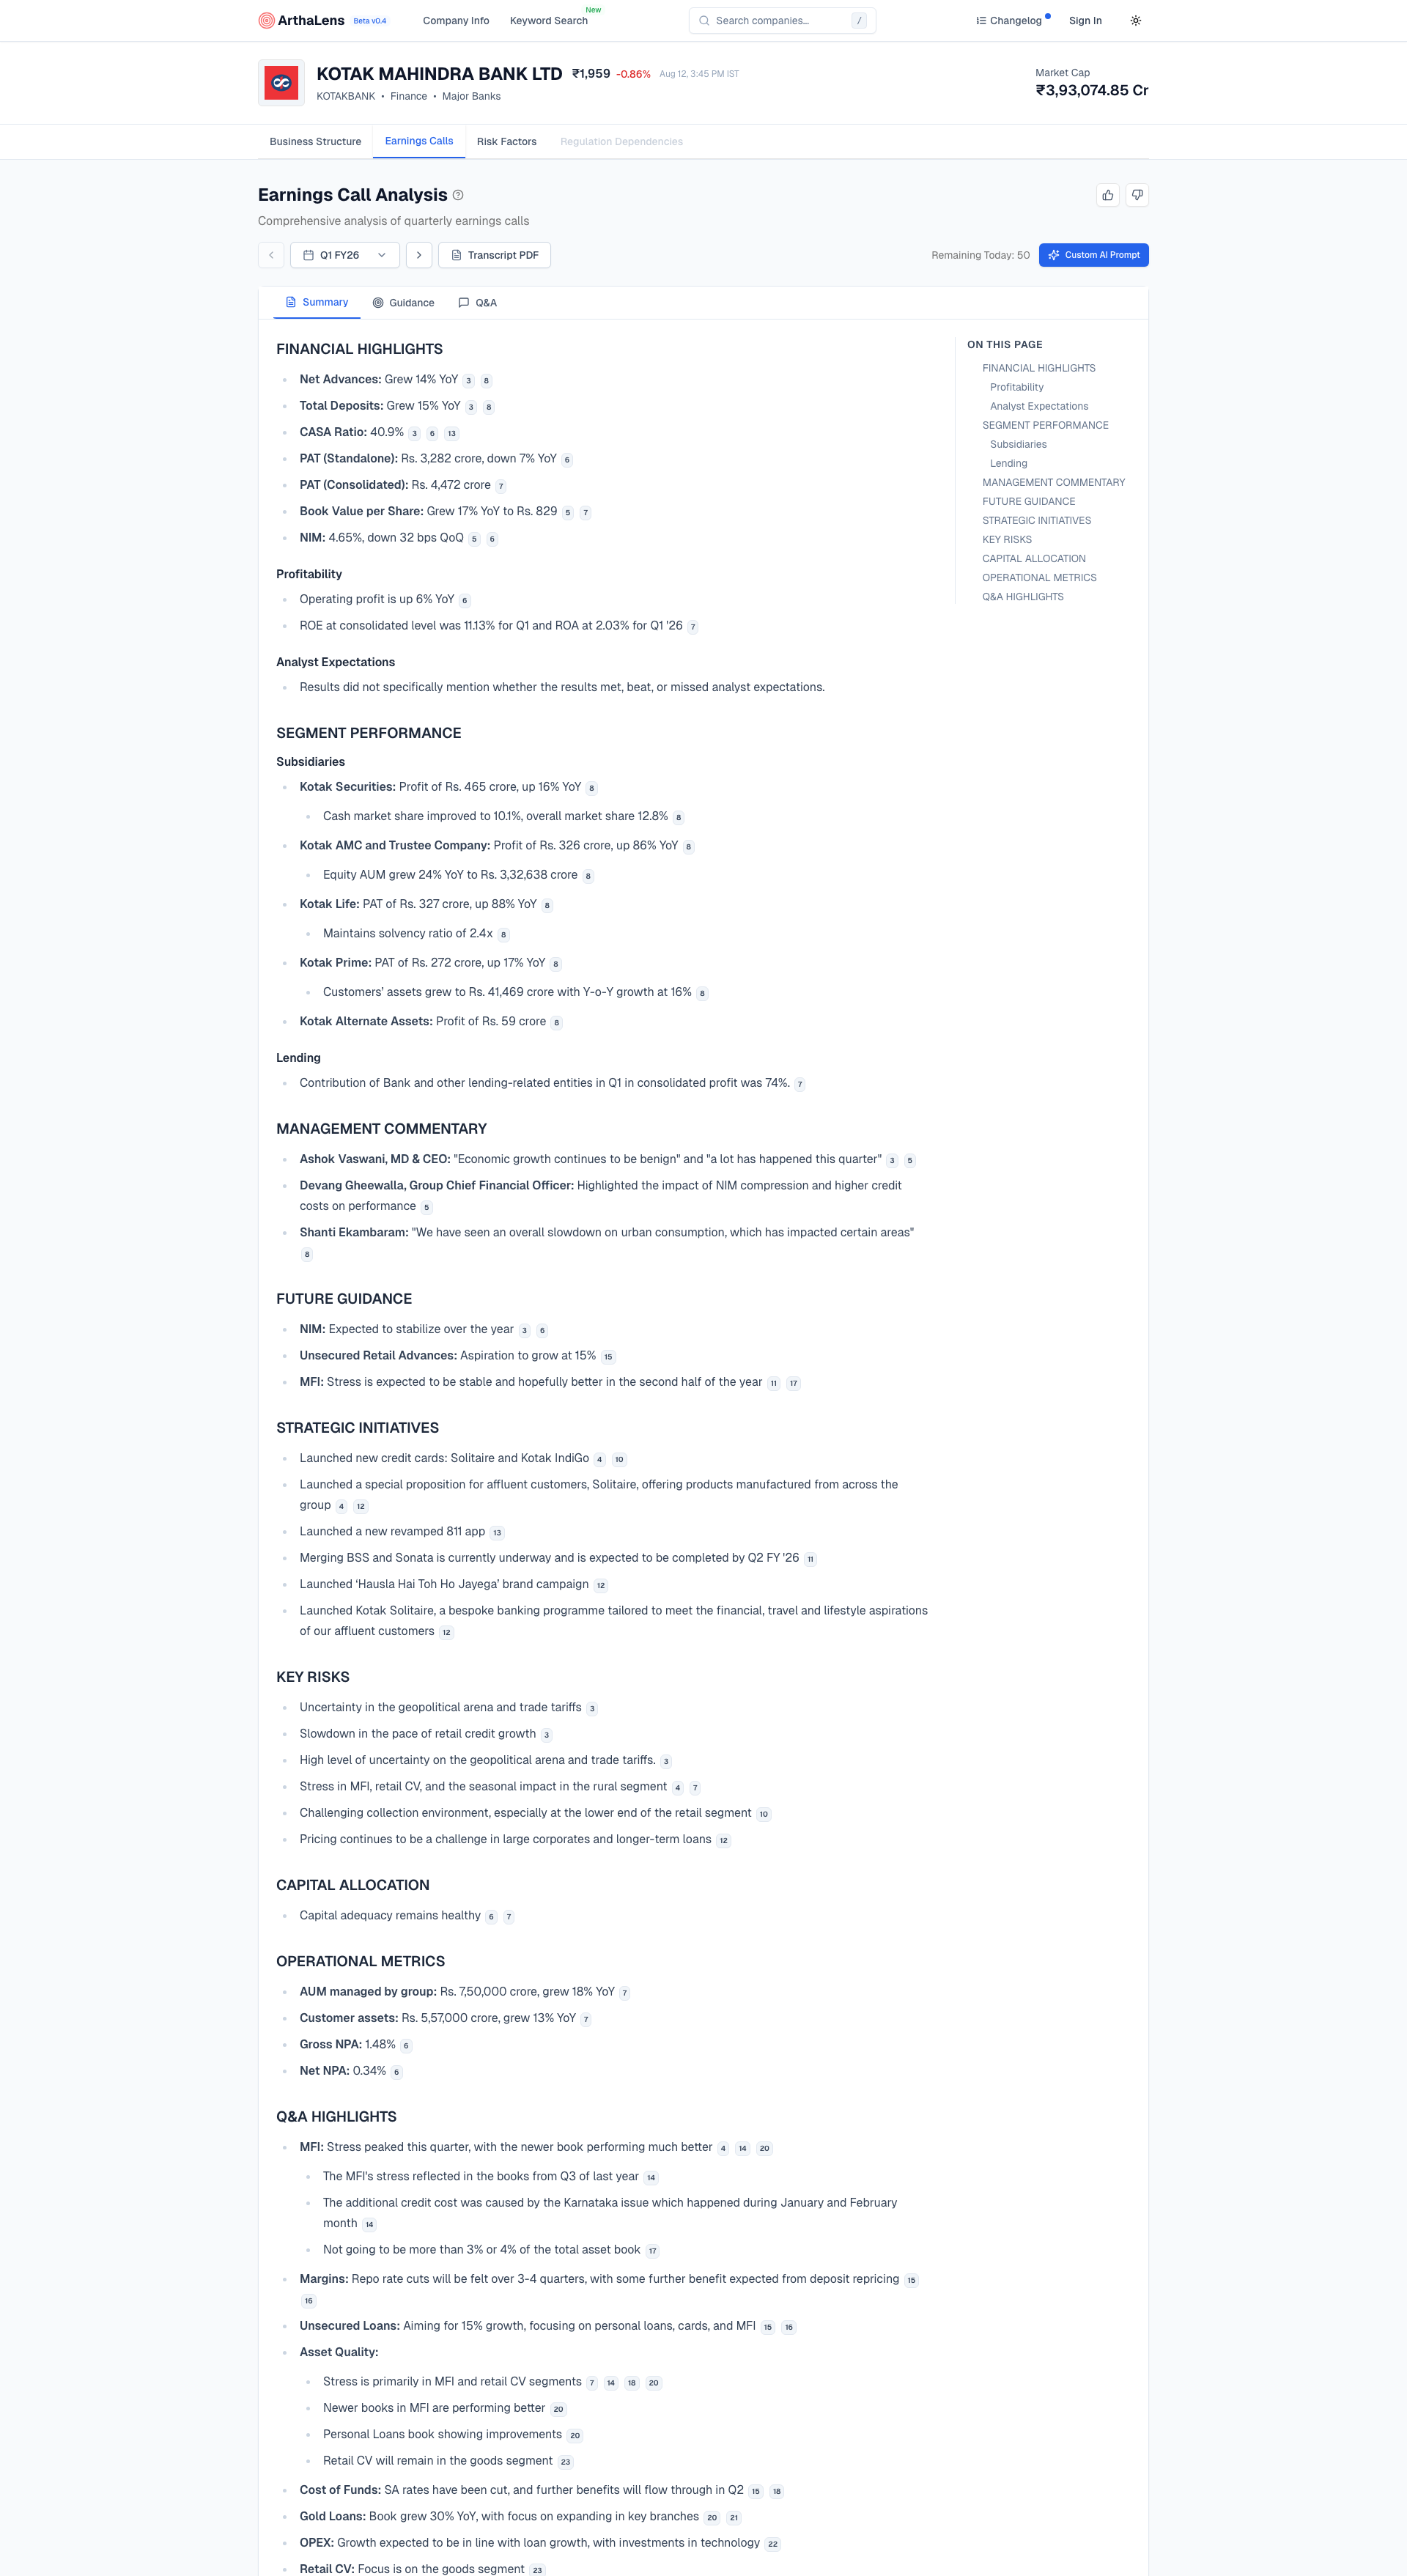 ArthaLens Beta v0.4 Company Info Keyword Search New Search companies... / Changelog Sign In
KOTAK MAHINDRA BANK LTD ₹1,959 -0.86% Aug 12, 3:45 PM IST
KOTAKBANK • Finance • Major Banks
Market Cap
₹3,93,074.85 Cr
Business Structure Earnings Calls Risk Factors Regulation Dependencies
Earnings Call Analysis
Comprehensive analysis of quarterly earnings calls
Q1 FY26 Transcript PDF Remaining Today: 50 Custom AI Prompt
Summary Guidance Q&A
FINANCIAL HIGHLIGHTS
Net Advances: Grew 14% YoY 3 8
Total Deposits: Grew 15% YoY 3 8
CASA Ratio: 40.9% 3 6 13
PAT (Standalone): Rs. 3,282 crore, down 7% YoY 6
PAT (Consolidated): Rs. 4,472 crore 7
Book Value per Share: Grew 17% YoY to Rs. 829 5 7
NIM: 4.65%, down 32 bps QoQ 5 6
Profitability
Operating profit is up 6% YoY 6
ROE at consolidated level was 11.13% for Q1 and ROA at 2.03% for Q1 '26 7
Analyst Expectations
Results did not specifically mention whether the results met, beat, or missed analyst expectations.
SEGMENT PERFORMANCE
Subsidiaries
Kotak Securities: Profit of Rs. 465 crore, up 16% YoY 8
Cash market share improved to 10.1%, overall market share 12.8% 8
Kotak AMC and Trustee Company: Profit of Rs. 326 crore, up 86% YoY 8
Equity AUM grew 24% YoY to Rs. 3,32,638 crore 8
Kotak Life: PAT of Rs. 327 crore, up 88% YoY 8
Maintains solvency ratio of 2.4x 8
Kotak Prime: PAT of Rs. 272 crore, up 17% YoY 8
Customers' assets grew to Rs. 41,469 crore with Y-o-Y growth at 16% 8
Kotak Alternate Assets: Profit of Rs. 59 crore 8
Lending
Contribution of Bank and other lending-related entities in Q1 in consolidated profit was 74%. 7
MANAGEMENT COMMENTARY
Ashok Vaswani, MD & CEO: "Economic growth continues to be benign" and "a lot has happened this quarter" 3 5
Devang Gheewalla, Group Chief Financial Officer: Highlighted the impact of NIM compression and higher credit
costs on performance 5
Shanti Ekambaram: "We have seen an overall slowdown on urban consumption, which has impacted certain areas"
8
FUTURE GUIDANCE
NIM: Expected to stabilize over the year 3 6
Unsecured Retail Advances: Aspiration to grow at 15% 15
MFI: Stress is expected to be stable and hopefully better in the second half of the year 11 17
STRATEGIC INITIATIVES
Launched new credit cards: Solitaire and Kotak IndiGo 4 10
Launched a special proposition for affluent customers, Solitaire, offering products manufactured from across the
group 4 12
Launched a new revamped 811 app 13
Merging BSS and Sonata is currently underway and is expected to be completed by Q2 FY '26 11
Launched 'Hausla Hai Toh Ho Jayega' brand campaign 12
Launched Kotak Solitaire, a bespoke banking programme tailored to meet the financial, travel and lifestyle aspirations
of our affluent customers 12
KEY RISKS
Uncertainty in the geopolitical arena and trade tariffs 3
Slowdown in the pace of retail credit growth 3
High level of uncertainty on the geopolitical arena and trade tariffs. 3
Stress in MFI, retail CV, and the seasonal impact in the rural segment 4 7
Challenging collection environment, especially at the lower end of the retail segment 10
Pricing continues to be a challenge in large corporates and longer-term loans 12
CAPITAL ALLOCATION
Capital adequacy remains healthy 6 7
OPERATIONAL METRICS
AUM managed by group: Rs. 7,50,000 crore, grew 18% YoY 7
Customer assets: Rs. 5,57,000 crore, grew 13% YoY 7
Gross NPA: 1.48% 6
Net NPA: 0.34% 6
Q&A HIGHLIGHTS
MFI: Stress peaked this quarter, with the newer book performing much better 4 14 20
The MFI's stress reflected in the books from Q3 of last year 14
The additional credit cost was caused by the Karnataka issue which happened during January and February
month 14
Not going to be more than 3% or 4% of the total asset book 17
Margins: Repo rate cuts will be felt over 3-4 quarters, with some further benefit expected from deposit repricing 15
16
Unsecured Loans: Aiming for 15% growth, focusing on personal loans, cards, and MFI 15 16
Asset Quality:
Stress is primarily in MFI and retail CV segments 7 14 18 20
Newer books in MFI are performing better 20
Personal Loans book showing improvements 20
Retail CV will remain in the goods segment 23
Cost of Funds: SA rates have been cut, and further benefits will flow through in Q2 15 18
Gold Loans: Book grew 30% YoY, with focus on expanding in key branches 20 21
OPEX: Growth expected to be in line with loan growth, with investments in technology 22
Retail CV: Focus is on the goods segment 23
ON THIS PAGE
FINANCIAL HIGHLIGHTS
Profitability
Analyst Expectations
SEGMENT PERFORMANCE
Subsidiaries
Lending
MANAGEMENT COMMENTARY
FUTURE GUIDANCE
STRATEGIC INITIATIVES
KEY RISKS
CAPITAL ALLOCATION
OPERATIONAL METRICS
Q&A HIGHLIGHTS